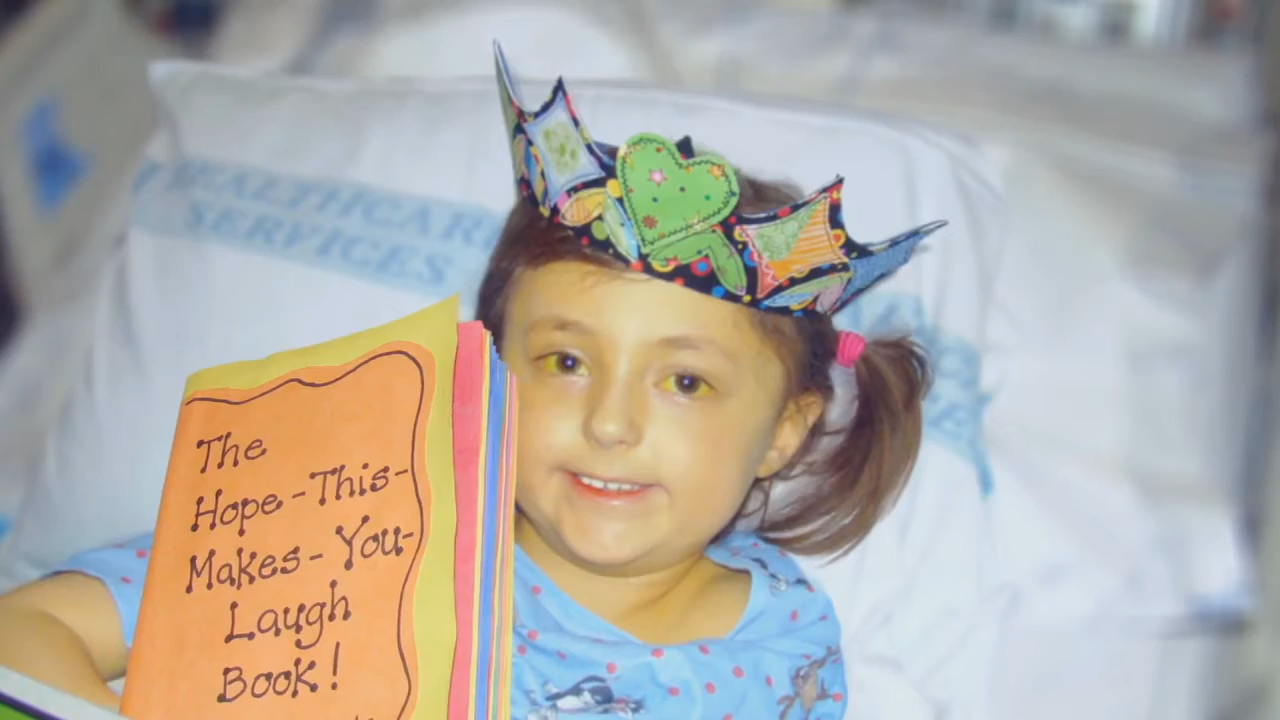 HEALTHCARE
SERVICES
The
Hope-This-
Makes-You-
Laugh
Book!